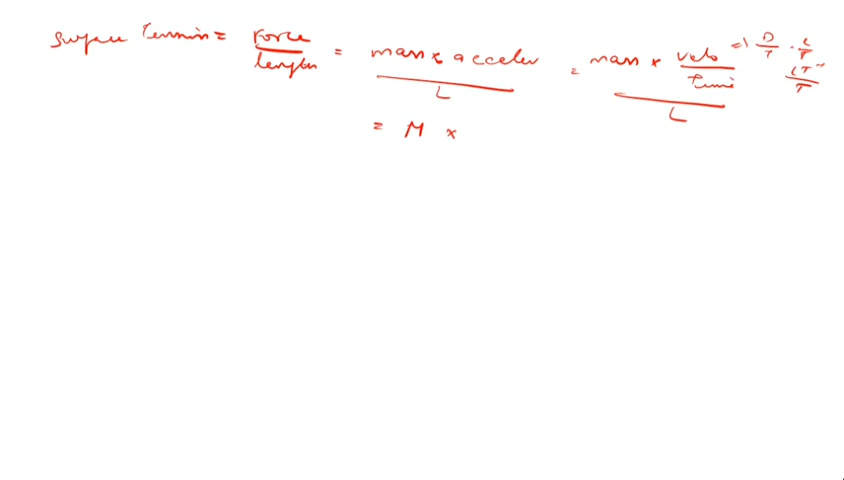 Surface Tension = Force / length = mass x acceler / L = mass x velo / time / L => D / T . L / T LT⁻¹ / T
= M x